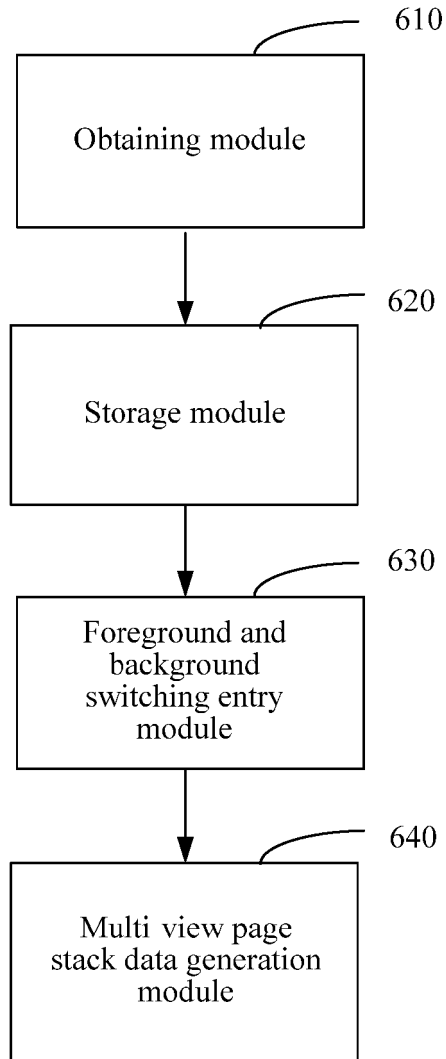 610
Obtaining module
620
Storage module
630
Foreground and
background
switching entry
module
640
Multi view page
stack data generation
module